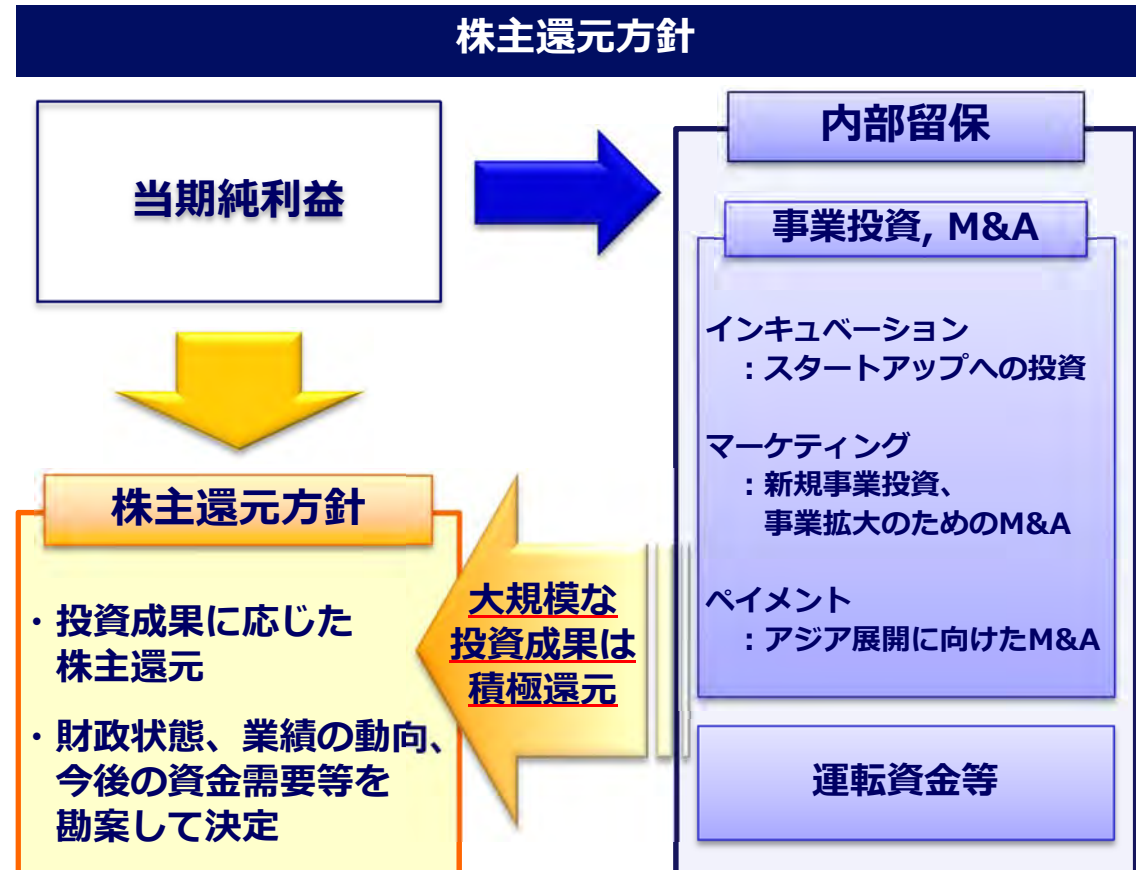 株主還元方針
当期純利益
内部留保
事業投資, M&A
インキュベーション
：スタートアップへの投資
マーケティング
：新規事業投資、
事業拡大のためのM&A
ペイメント
：アジア展開に向けたM&A
運転資金等
大規模な
投資成果は
積極還元
株主還元方針
・投資成果に応じた
株主還元
・財政状態、業績の動向、
今後の資金需要等を
勘案して決定